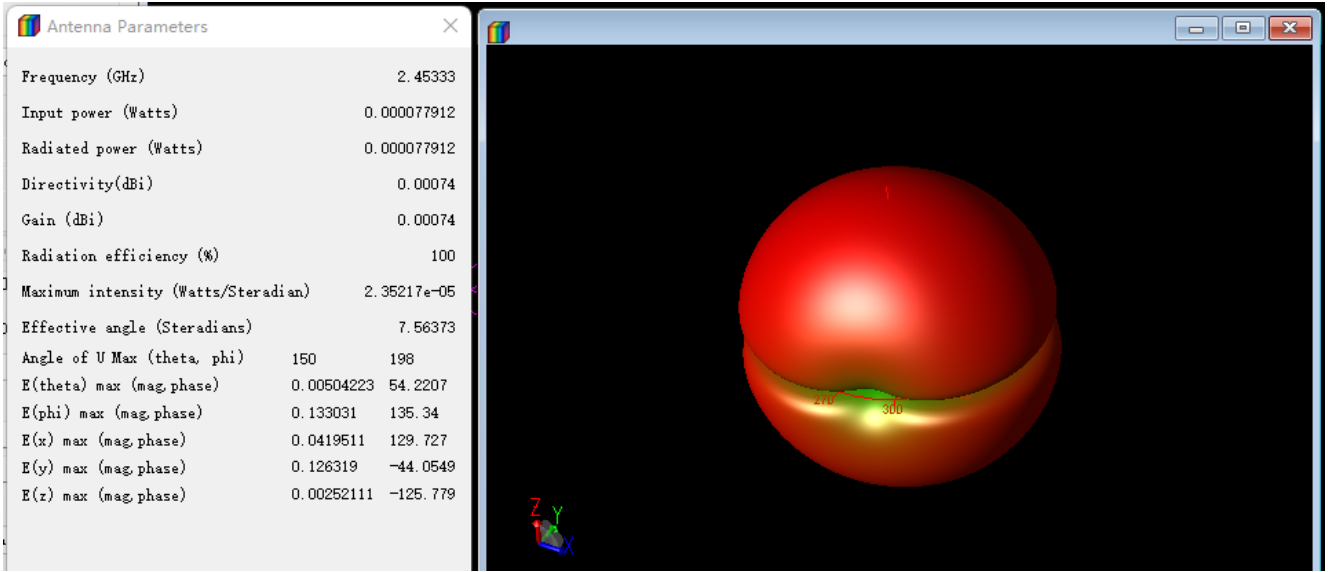 Antenna Parameters
Frequency (GHz) 2.45333
Input power (Watts) 0.000077912
Radiated power (Watts) 0.000077912
Directivity(dBi) 0.00074
Gain (dBi) 0.00074
Radiation efficiency (%) 100
Maximum intensity (Watts/Steradian) 2.35217e-05
Effective angle (Steradians) 7.56373
Angle of U Max (theta, phi) 150 198
E(theta) max (mag,phase) 0.00504223 54.2207
E(phi) max (mag,phase) 0.133031 135.34
E(x) max (mag,phase) 0.0419511 129.727
E(y) max (mag,phase) 0.126319 -44.0549
E(z) max (mag,phase) 0.00252111 -125.779
270 300
Z Y
X